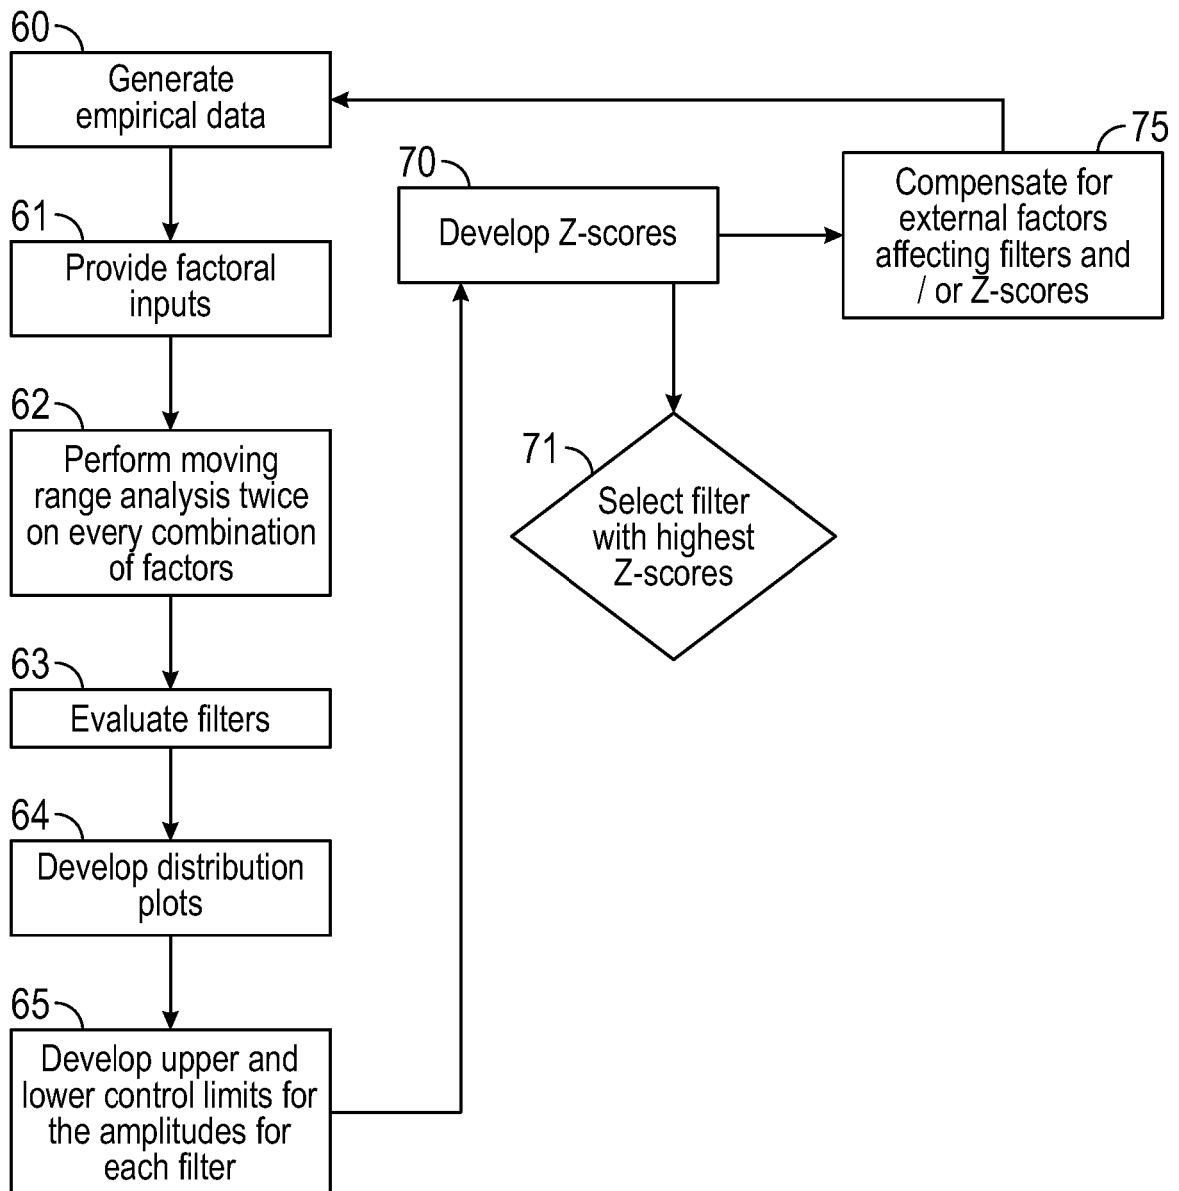 60
Generate
empirical data
61
Provide factoral
inputs
62
Perform moving
range analysis twice
on every combination
of factors
63
Evaluate filters
64
Develop distribution
plots
65
Develop upper and
lower control limits for
the amplitudes for
each filter
70
Develop Z-scores
71
Select filter
with highest
Z-scores
75
Compensate for
external factors
affecting filters and
/ or Z-scores